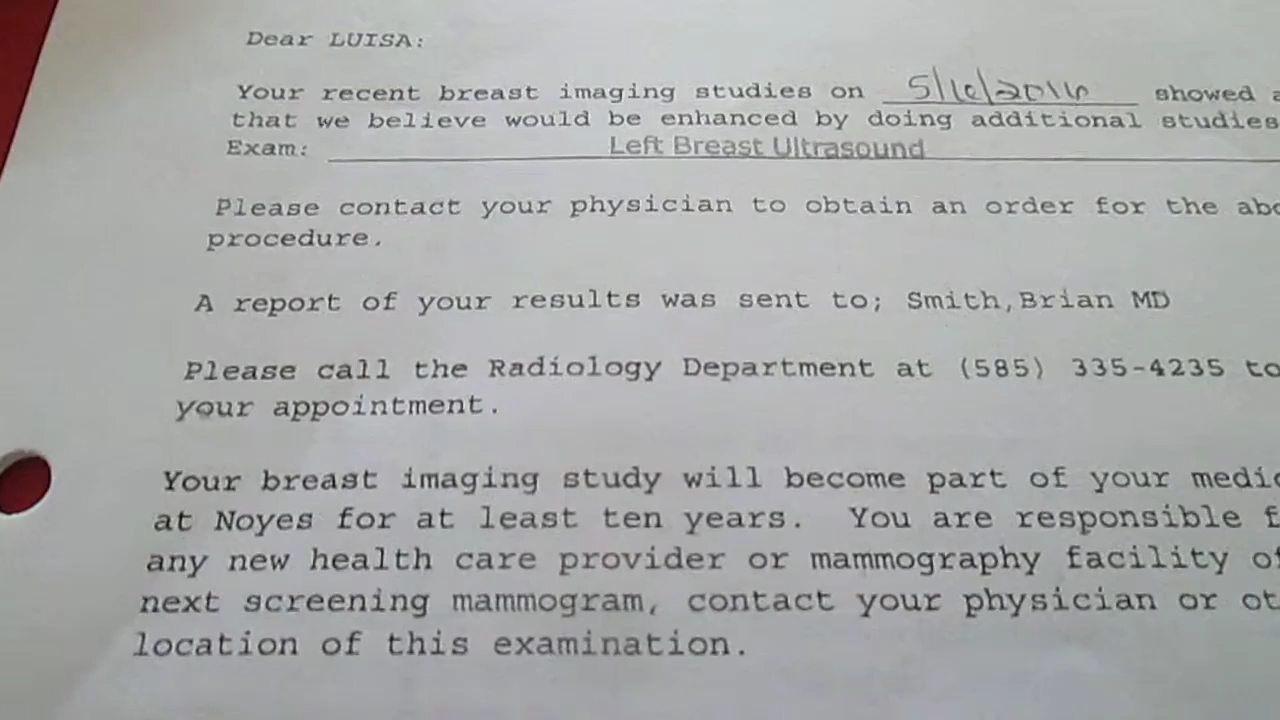 Dear LUISA:
Your recent breast imaging studies on 5/6/2016 showed a
that we believe would be enhanced by doing additional studies
Exam: Left Breast Ultrasound
Please contact your physician to obtain an order for the abo
procedure.
A report of your results was sent to; Smith,Brian MD
Please call the Radiology Department at (585) 335-4235 to
your appointment.
Your breast imaging study will become part of your medic
at Noyes for at least ten years. You are responsible f
any new health care provider or mammography facility of
next screening mammogram, contact your physician or ot
location of this examination.